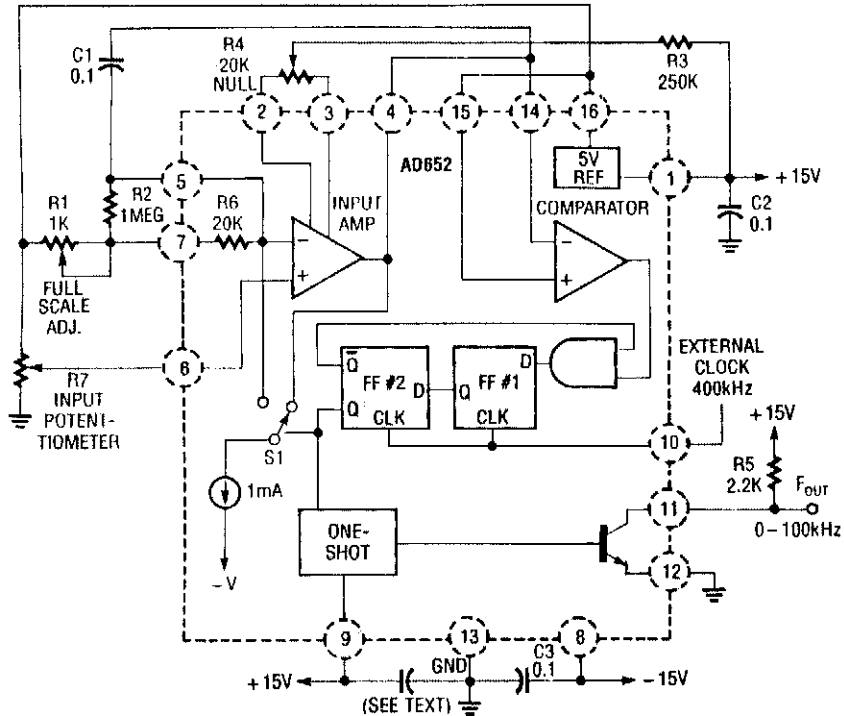 C1
0.1
R4
20K
NULL
R3
250K
2
3
4
15
14
16
AD652
5V
REF
1
+15V
C2
0.1
5
R2
1MEG
R1
1K
7
R6
20K
INPUT
AMP
COMPARATOR
−
+
−
+
FULL
SCALE
ADJ.
6
R7
INPUT
POTEN-
TIOMETER
Q̅
FF #2
D
Q
CLK
Q
FF #1
D
CLK
EXTERNAL
CLOCK
400kHz
+15V
10
S1
R5
2.2K
FOUT
1mA
11
0–100kHz
−V
ONE-
SHOT
12
9
13
8
GND
C3
0.1
+15V
(SEE TEXT)
−15V